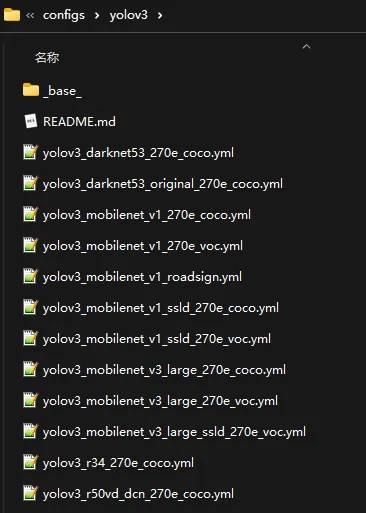 « configs › yolov3 ›
名称
_base_
README.md
yolov3_darknet53_270e_coco.yml
yolov3_darknet53_original_270e_coco.yml
yolov3_mobilenet_v1_270e_coco.yml
yolov3_mobilenet_v1_270e_voc.yml
yolov3_mobilenet_v1_roadsign.yml
yolov3_mobilenet_v1_ssld_270e_coco.yml
yolov3_mobilenet_v1_ssld_270e_voc.yml
yolov3_mobilenet_v3_large_270e_coco.yml
yolov3_mobilenet_v3_large_270e_voc.yml
yolov3_mobilenet_v3_large_ssld_270e_voc.yml
yolov3_r34_270e_coco.yml
yolov3_r50vd_dcn_270e_coco.yml